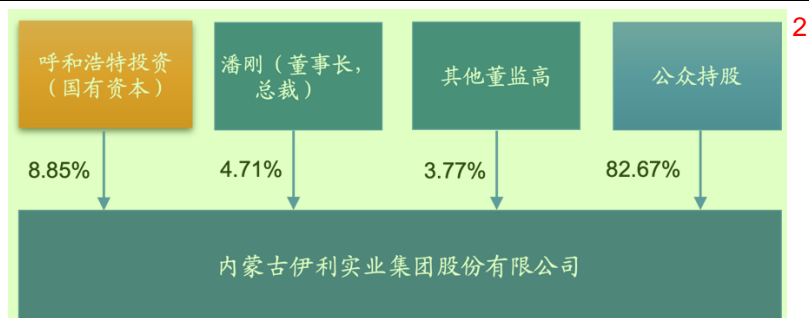 2
呼和浩特投资
（国有资本）
潘刚（董事长，
总裁）
其他董监高
公众持股
8.85%
4.71%
3.77%
82.67%
内蒙古伊利实业集团股份有限公司